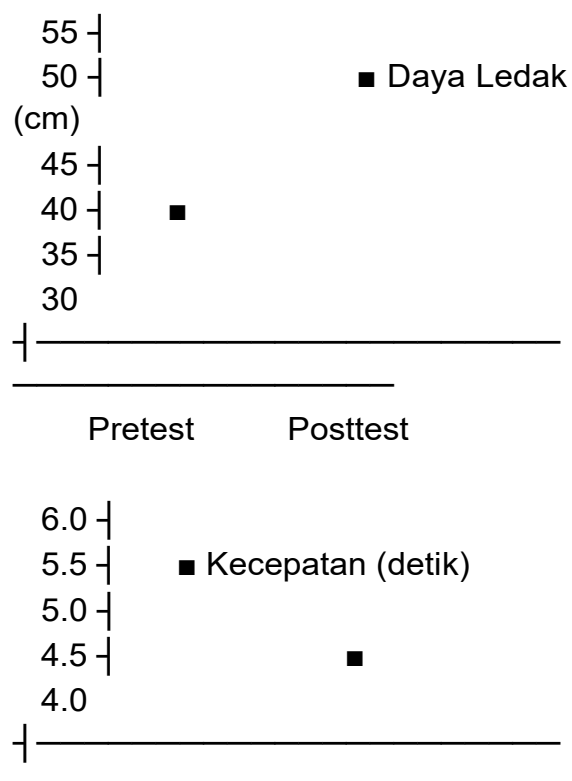 55 ┤
50 ┤ ■ Daya Ledak
(cm)
45 ┤
40 ┤ ■
35 ┤
30
┤────────────────────
────────────────
Pretest Posttest
6.0 ┤
5.5 ┤ ■ Kecepatan (detik)
5.0 ┤
4.5 ┤ ■
4.0
┤────────────────────